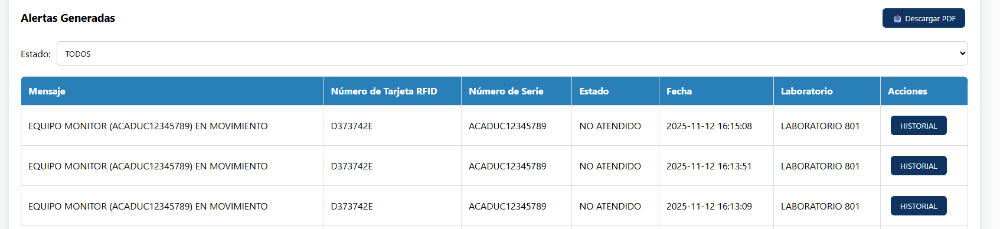 Alertas Generadas
Descargar PDF
Estado: TODOS
Mensaje Número de Tarjeta RFID Número de Serie Estado Fecha Laboratorio Acciones
EQUIPO MONITOR (ACADUC12345789) EN MOVIMIENTO D373742E ACADUC12345789 NO ATENDIDO 2025-11-12 16:15:08 LABORATORIO 801 HISTORIAL
EQUIPO MONITOR (ACADUC12345789) EN MOVIMIENTO D373742E ACADUC12345789 NO ATENDIDO 2025-11-12 16:13:51 LABORATORIO 801 HISTORIAL
EQUIPO MONITOR (ACADUC12345789) EN MOVIMIENTO D373742E ACADUC12345789 NO ATENDIDO 2025-11-12 16:13:09 LABORATORIO 801 HISTORIAL